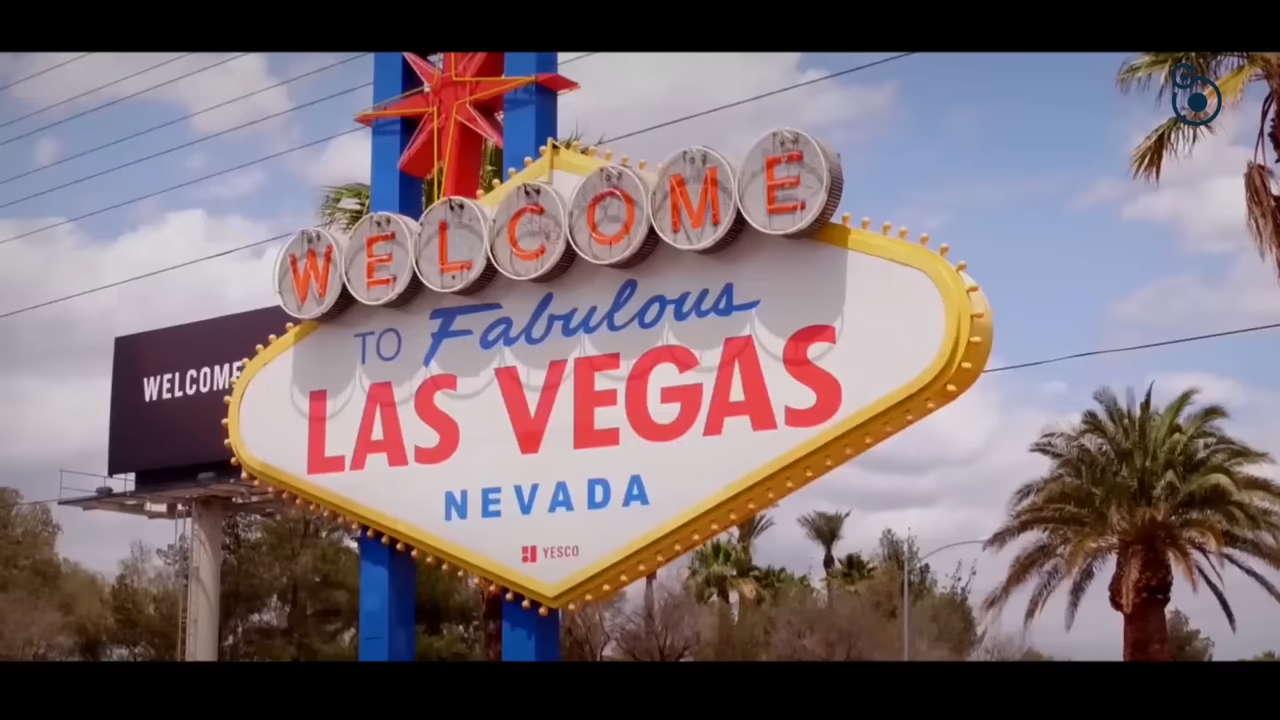 WELCOME
TO Fabulous
LAS VEGAS
NEVADA
YESCO
WELCOME